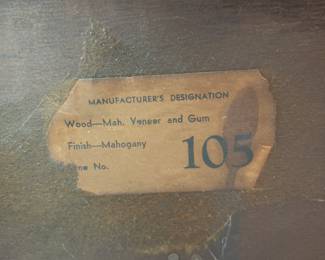 MANUFACTURER'S DESIGNATION
Wood—Mah. Veneer and Gum
Finish—Mahogany
No. 105